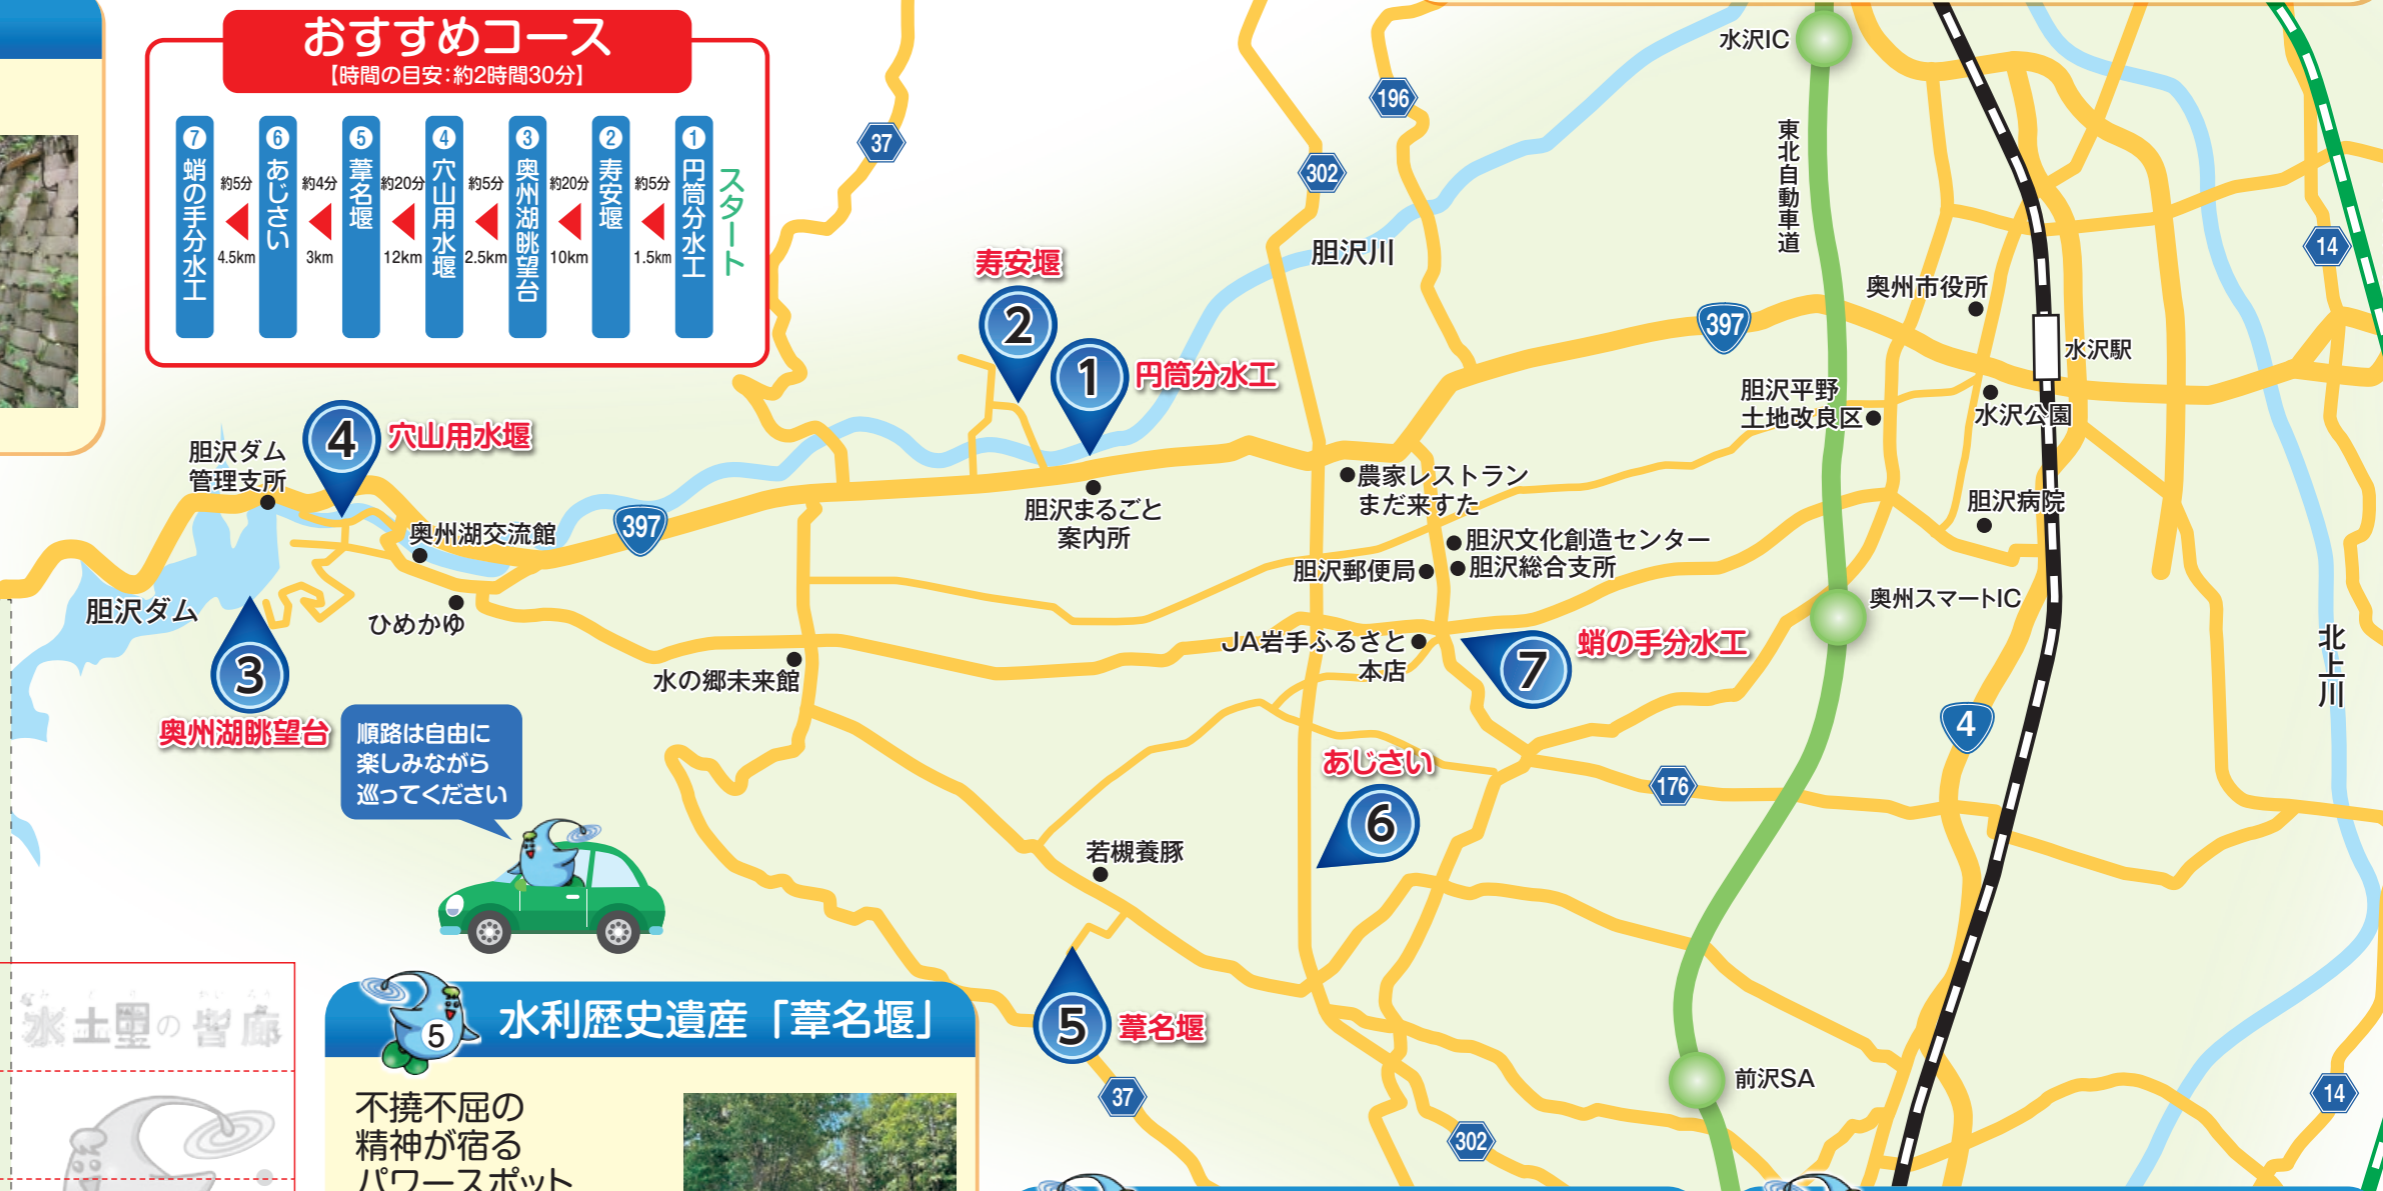 おすすめコース
【時間の目安:約2時間30分】
スタート
① 円筒分水工
約5分
1.5km
② 寿安堰
約20分
10km
③ 奥州湖眺望台
約5分
2.5km
④ 穴山用水堰
約20分
12km
⑤ 葦名堰
約4分
3km
⑥ あじさい
約5分
4.5km
⑦ 蛸の手分水工
37
302
196
水沢IC
東北自動車道
14
胆沢川
寿安堰
2
1
円筒分水工
397
奥州市役所
水沢駅
胆沢平野
土地改良区
水沢公園
胆沢ダム
管理支所
4
穴山用水堰
奥州湖交流館
397
胆沢まるごと
案内所
農家レストラン
まだ来すた
胆沢病院
胆沢文化創造センター
胆沢郵便局
胆沢総合支所
奥州スマートIC
胆沢ダム
ひめかゆ
3
奥州湖眺望台
水の郷未来館
JA岩手ふるさと
本店
7
蛸の手分水工
北上川
4
順路は自由に
楽しみながら
巡ってください
あじさい
6
176
若槻養豚
5
葦名堰
37
302
前沢SA
14
水土里の皆廊
5
水利歴史遺産「葦名堰」
不撓不屈の
精神が宿る
パワースポット